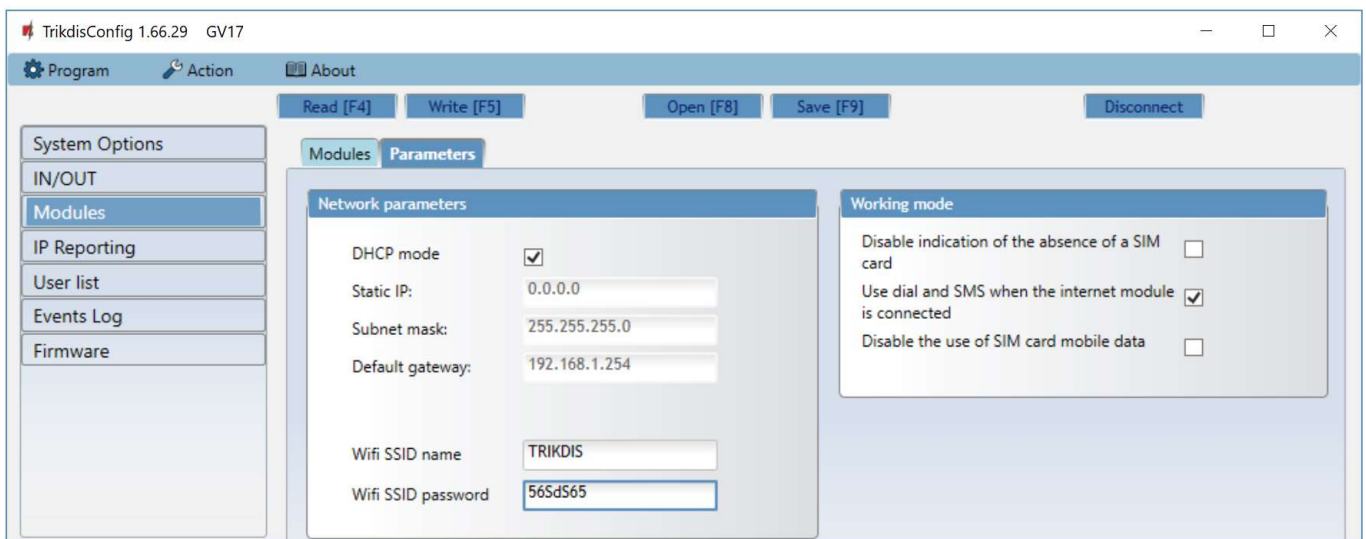 TrikdisConfig 1.66.29 GV17
Program Action About
Read [F4] Write [F5] Open [F8] Save [F9] Disconnect
System Options
IN/OUT
Modules
IP Reporting
User list
Events Log
Firmware
Modules Parameters
Network parameters
DHCP mode
Static IP: 0.0.0.0
Subnet mask: 255.255.255.0
Default gateway: 192.168.1.254
Wifi SSID name TRIKDIS
Wifi SSID password 56SdS65
Working mode
Disable indication of the absence of a SIM
card
Use dial and SMS when the internet module
is connected
Disable the use of SIM card mobile data